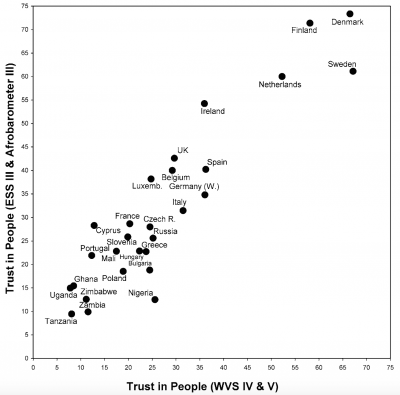 75
70
65
60
55
50
45
40
35
30
25
20
15
10
5
0
Trust in People (ESS III & Afrobarometer III)
Denmark
Finland
Sweden
Netherlands
Ireland
UK
Spain
Belgium
Luxemb.
Germany (W.)
Italy
France
Czech R.
Cyprus
Russia
Slovenia
Portugal
Greece
Mali
Hungary
Bulgaria
Poland
Ghana
Uganda
Zimbabwe
Nigeria
Zambia
Tanzania
0 5 10 15 20 25 30 35 40 45 50 55 60 65 70 75
Trust in People (WVS IV & V)